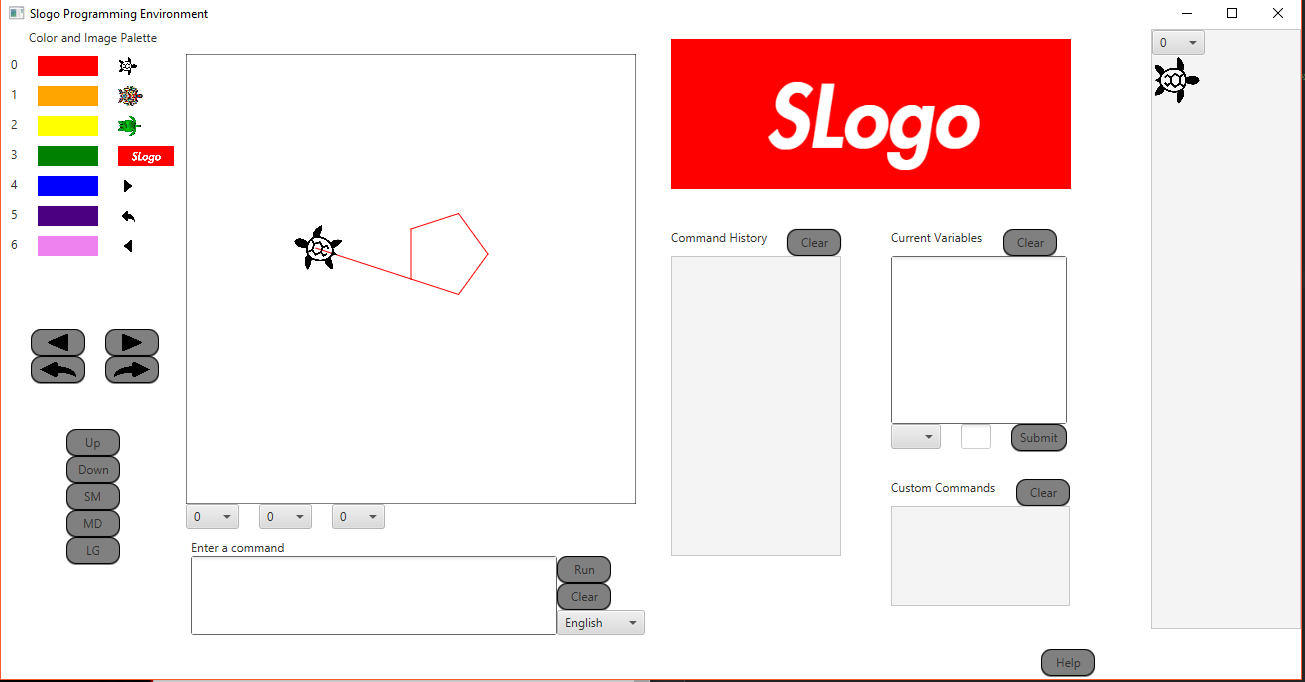 Slogo Programming Environment
Color and Image Palette
0
1
2
3 SLogo
4
5
6
Up
Down
SM
MD
LG
0 0 0
Enter a command
Run
Clear
English
SLogo
Command History Clear
Current Variables Clear
Submit
Custom Commands Clear
Help
0